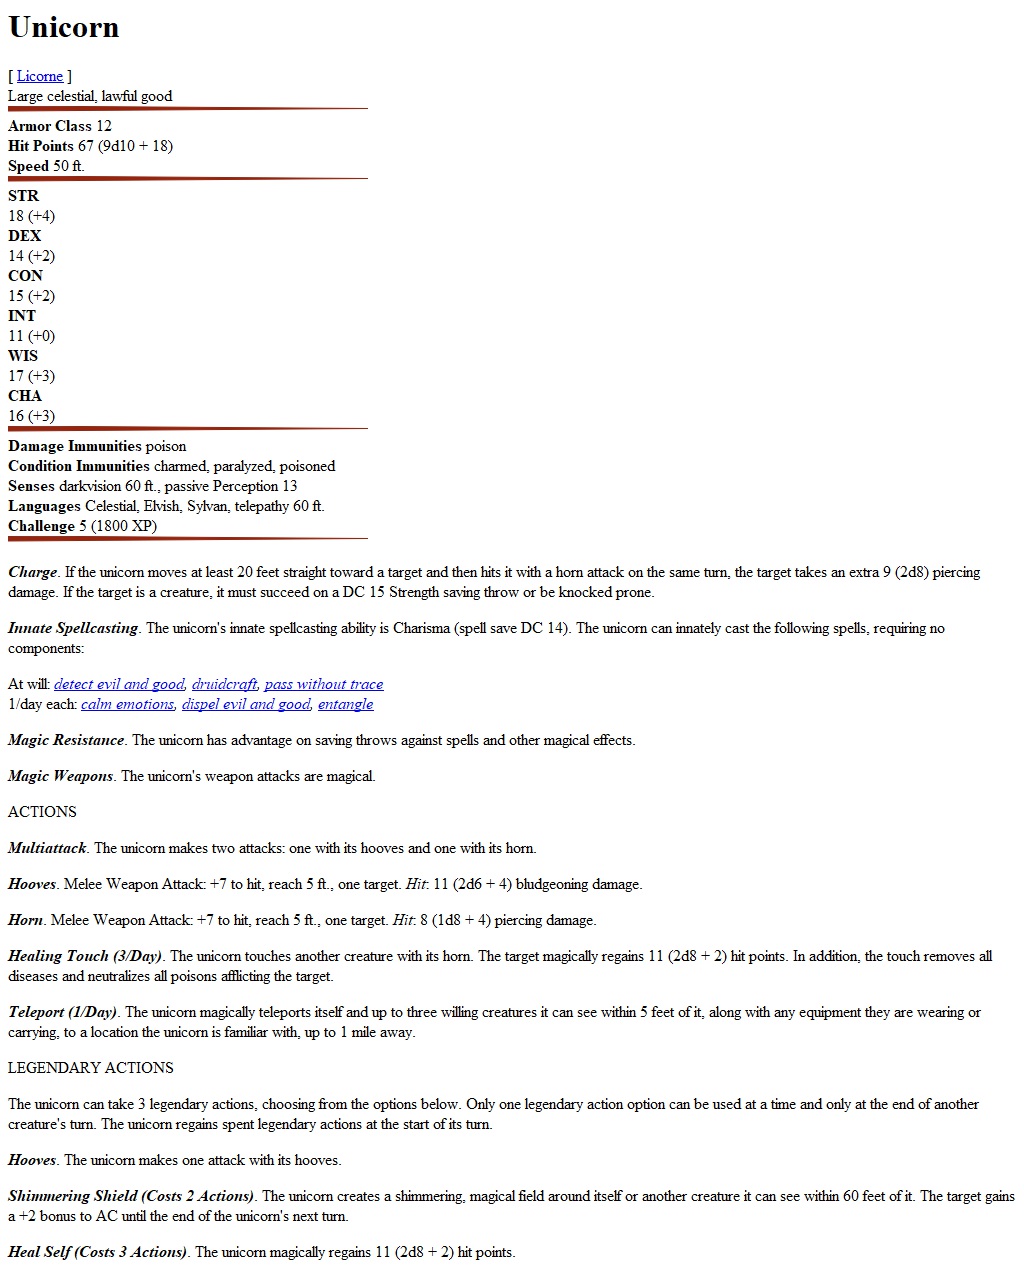 Unicorn
[ Licorne ]
Large celestial, lawful good
Armor Class 12
Hit Points 67 (9d10 + 18)
Speed 50 ft.
STR
18 (+4)
DEX
14 (+2)
CON
15 (+2)
INT
11 (+0)
WIS
17 (+3)
CHA
16 (+3)
Damage Immunities poison
Condition Immunities charmed, paralyzed, poisoned
Senses darkvision 60 ft., passive Perception 13
Languages Celestial, Elvish, Sylvan, telepathy 60 ft.
Challenge 5 (1800 XP)
Charge. If the unicorn moves at least 20 feet straight toward a target and then hits it with a horn attack on the same turn, the target takes an extra 9 (2d8) piercing
damage. If the target is a creature, it must succeed on a DC 15 Strength saving throw or be knocked prone.
Innate Spellcasting. The unicorn's innate spellcasting ability is Charisma (spell save DC 14). The unicorn can innately cast the following spells, requiring no
components:
At will: detect evil and good, druidcraft, pass without trace
1/day each: calm emotions, dispel evil and good, entangle
Magic Resistance. The unicorn has advantage on saving throws against spells and other magical effects.
Magic Weapons. The unicorn's weapon attacks are magical.
ACTIONS
Multiattack. The unicorn makes two attacks: one with its hooves and one with its horn.
Hooves. Melee Weapon Attack: +7 to hit, reach 5 ft., one target. Hit: 11 (2d6 + 4) bludgeoning damage.
Horn. Melee Weapon Attack: +7 to hit, reach 5 ft., one target. Hit: 8 (1d8 + 4) piercing damage.
Healing Touch (3/Day). The unicorn touches another creature with its horn. The target magically regains 11 (2d8 + 2) hit points. In addition, the touch removes all
diseases and neutralizes all poisons afflicting the target.
Teleport (1/Day). The unicorn magically teleports itself and up to three willing creatures it can see within 5 feet of it, along with any equipment they are wearing or
carrying, to a location the unicorn is familiar with, up to 1 mile away.
LEGENDARY ACTIONS
The unicorn can take 3 legendary actions, choosing from the options below. Only one legendary action option can be used at a time and only at the end of another
creature's turn. The unicorn regains spent legendary actions at the start of its turn.
Hooves. The unicorn makes one attack with its hooves.
Shimmering Shield (Costs 2 Actions). The unicorn creates a shimmering, magical field around itself or another creature it can see within 60 feet of it. The target gains
a +2 bonus to AC until the end of the unicorn's next turn.
Heal Self (Costs 3 Actions). The unicorn magically regains 11 (2d8 + 2) hit points.